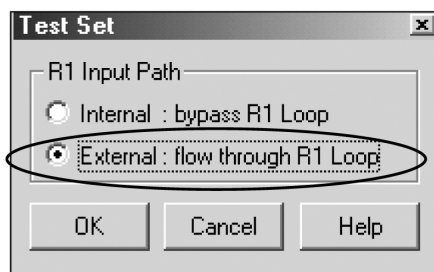 Test Set
R1 Input Path
Internal : bypass R1 Loop
External : flow through R1 Loop
OK Cancel Help